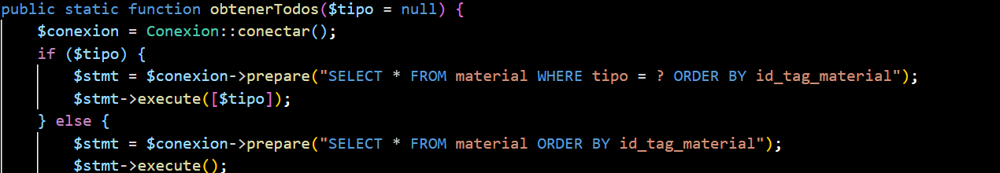 public static function obtenerTodos($tipo = null) {
    $conexion = Conexion::conectar();
    if ($tipo) {
        $stmt = $conexion->prepare("SELECT * FROM material WHERE tipo = ? ORDER BY id_tag_material");
        $stmt->execute([$tipo]);
    } else {
        $stmt = $conexion->prepare("SELECT * FROM material ORDER BY id_tag_material");
        $stmt->execute();